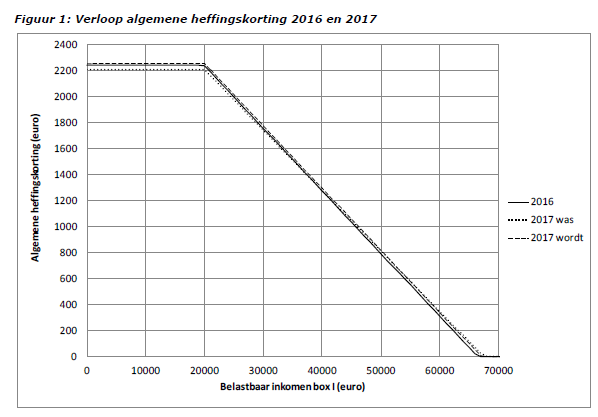 Figuur 1: Verloop algemene heffingskorting 2016 en 2017
Algemene heffingskorting (euro)
2400
2200
2000
1800
1600
1400
1200
1000
800
600
400
200
0
0 10000 20000 30000 40000 50000 60000 70000
Belastbaar inkomen box I (euro)
2016
2017 was
2017 wordt